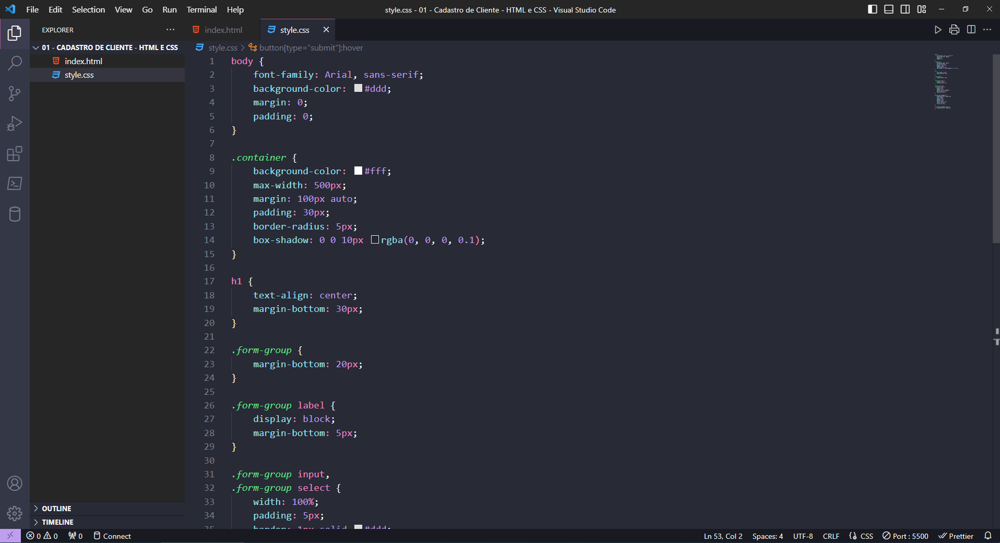 File Edit Selection View Go Run Terminal Help
style.css - 01 - Cadastro de Cliente - HTML e CSS - Visual Studio Code
EXPLORER
index.html
style.css
01 - CADASTRO DE CLIENTE - HTML E CSS
index.html
style.css
OUTLINE
TIMELINE
style.css > button[type="submit"]:hover
1 body {
2 font-family: Arial, sans-serif;
3 background-color: #ddd;
4 margin: 0;
5 padding: 0;
6 }
7
8 .container {
9 background-color: #fff;
10 max-width: 500px;
11 margin: 100px auto;
12 padding: 30px;
13 border-radius: 5px;
14 box-shadow: 0 0 10px rgba(0, 0, 0, 0.1);
15 }
16
17 h1 {
18 text-align: center;
19 margin-bottom: 30px;
20 }
21
22 .form-group {
23 margin-bottom: 20px;
24 }
25
26 .form-group label {
27 display: block;
28 margin-bottom: 5px;
29 }
30
31 .form-group input,
32 .form-group select {
33 width: 100%;
34 padding: 5px;
35 border: 1px solid #ddd;
0 0 0 Connect
Ln 53, Col 2 Spaces: 4 UTF-8 CRLF CSS Port : 5500 Prettier